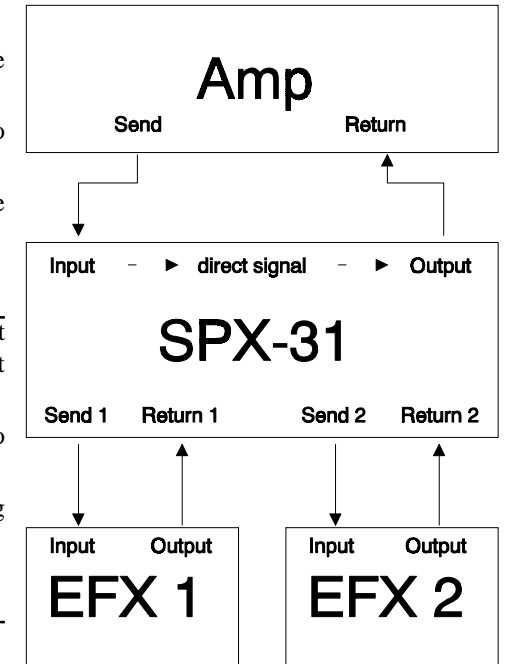 Amp
Send Return
Input direct signal Output
SPX-31
Send 1 Return 1 Send 2 Return 2
Input Output Input Output
EFX 1 EFX 2